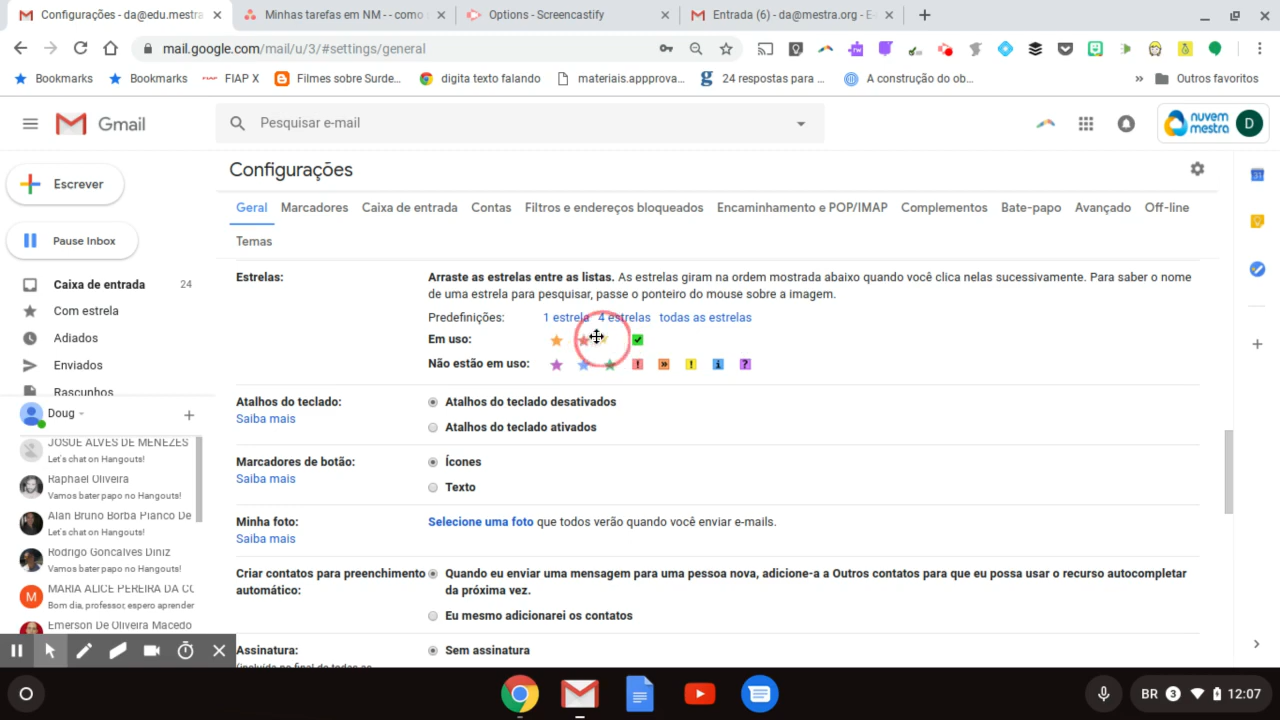 Configurações - da@edu.mestra
Minhas tarefas em NM - - como
Options - Screencastify
Entrada (6) - da@mestra.org - E-
mail.google.com/mail/u/3/#settings/general
Bookmarks
Bookmarks
FIAP X
Filmes sobre Surde...
digita texto falando
materiais.appprova...
24 respostas para ...
A construção do ob...
»
Outros favoritos
Gmail
Pesquisar e-mail
nuvem
mestra
D
Escrever
Pause Inbox
Caixa de entrada 24
Com estrela
Adiados
Enviados
Rascunhos
Doug
JOSUE ALVES DE MENEZES
Let's chat on Hangouts!
Raphael Oliveira
Vamos bater papo no Hangouts!
Alan Bruno Borba Pianco De
Let's chat on Hangouts!
Rodrigo Goncalves Diniz
Vamos bater papo no Hangouts!
M
MARIA ALICE PEREIRA DA CO
Bom dia, professor, espero aprender
Emerson De Oliveira Macedo
Configurações
Geral Marcadores Caixa de entrada Contas Filtros e endereços bloqueados Encaminhamento e POP/IMAP Complementos Bate-papo Avançado Off-line
Temas
Estrelas:
Arraste as estrelas entre as listas. As estrelas giram na ordem mostrada abaixo quando você clica nelas sucessivamente. Para saber o nome
de uma estrela para pesquisar, passe o ponteiro do mouse sobre a imagem.
Predefinições: 1 estrela 4 estrelas todas as estrelas
Em uso:
Não estão em uso: ! » ! i ?
Atalhos do teclado:
Saiba mais
Atalhos do teclado desativados
Atalhos do teclado ativados
Marcadores de botão:
Saiba mais
Ícones
Texto
Minha foto:
Saiba mais
Selecione uma foto que todos verão quando você enviar e-mails.
Criar contatos para preenchimento
automático:
Quando eu enviar uma mensagem para uma pessoa nova, adicione-a a Outros contatos para que eu possa usar o recurso autocompletar
da próxima vez.
Eu mesmo adicionarei os contatos
Assinatura:
Sem assinatura
BR 3 12:07